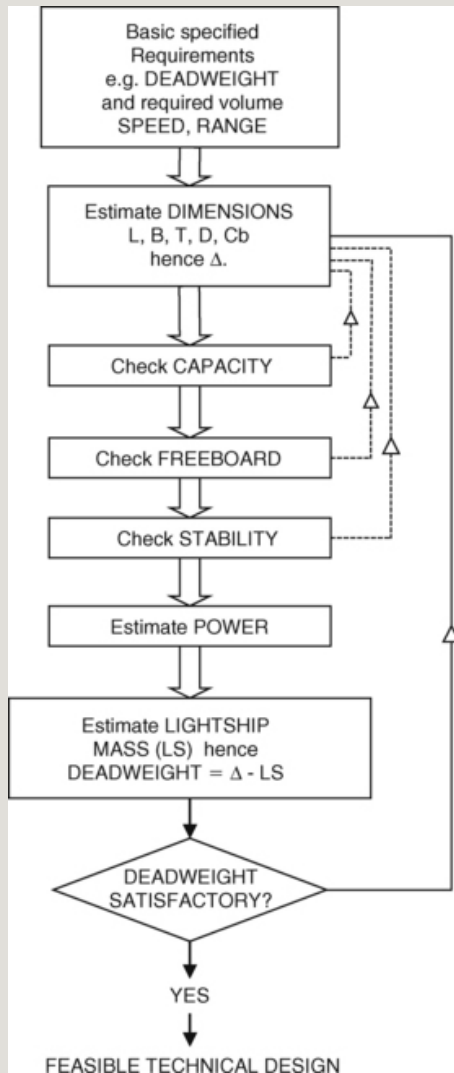 Basic specified
Requirements
e.g. DEADWEIGHT
and required volume
SPEED, RANGE
Estimate DIMENSIONS
L, B, T, D, Cb
hence Δ.
Check CAPACITY
Check FREEBOARD
Check STABILITY
Estimate POWER
Estimate LIGHTSHIP
MASS (LS) hence
DEADWEIGHT = Δ - LS
DEADWEIGHT
SATISFACTORY?
YES
FEASIBLE TECHNICAL DESIGN